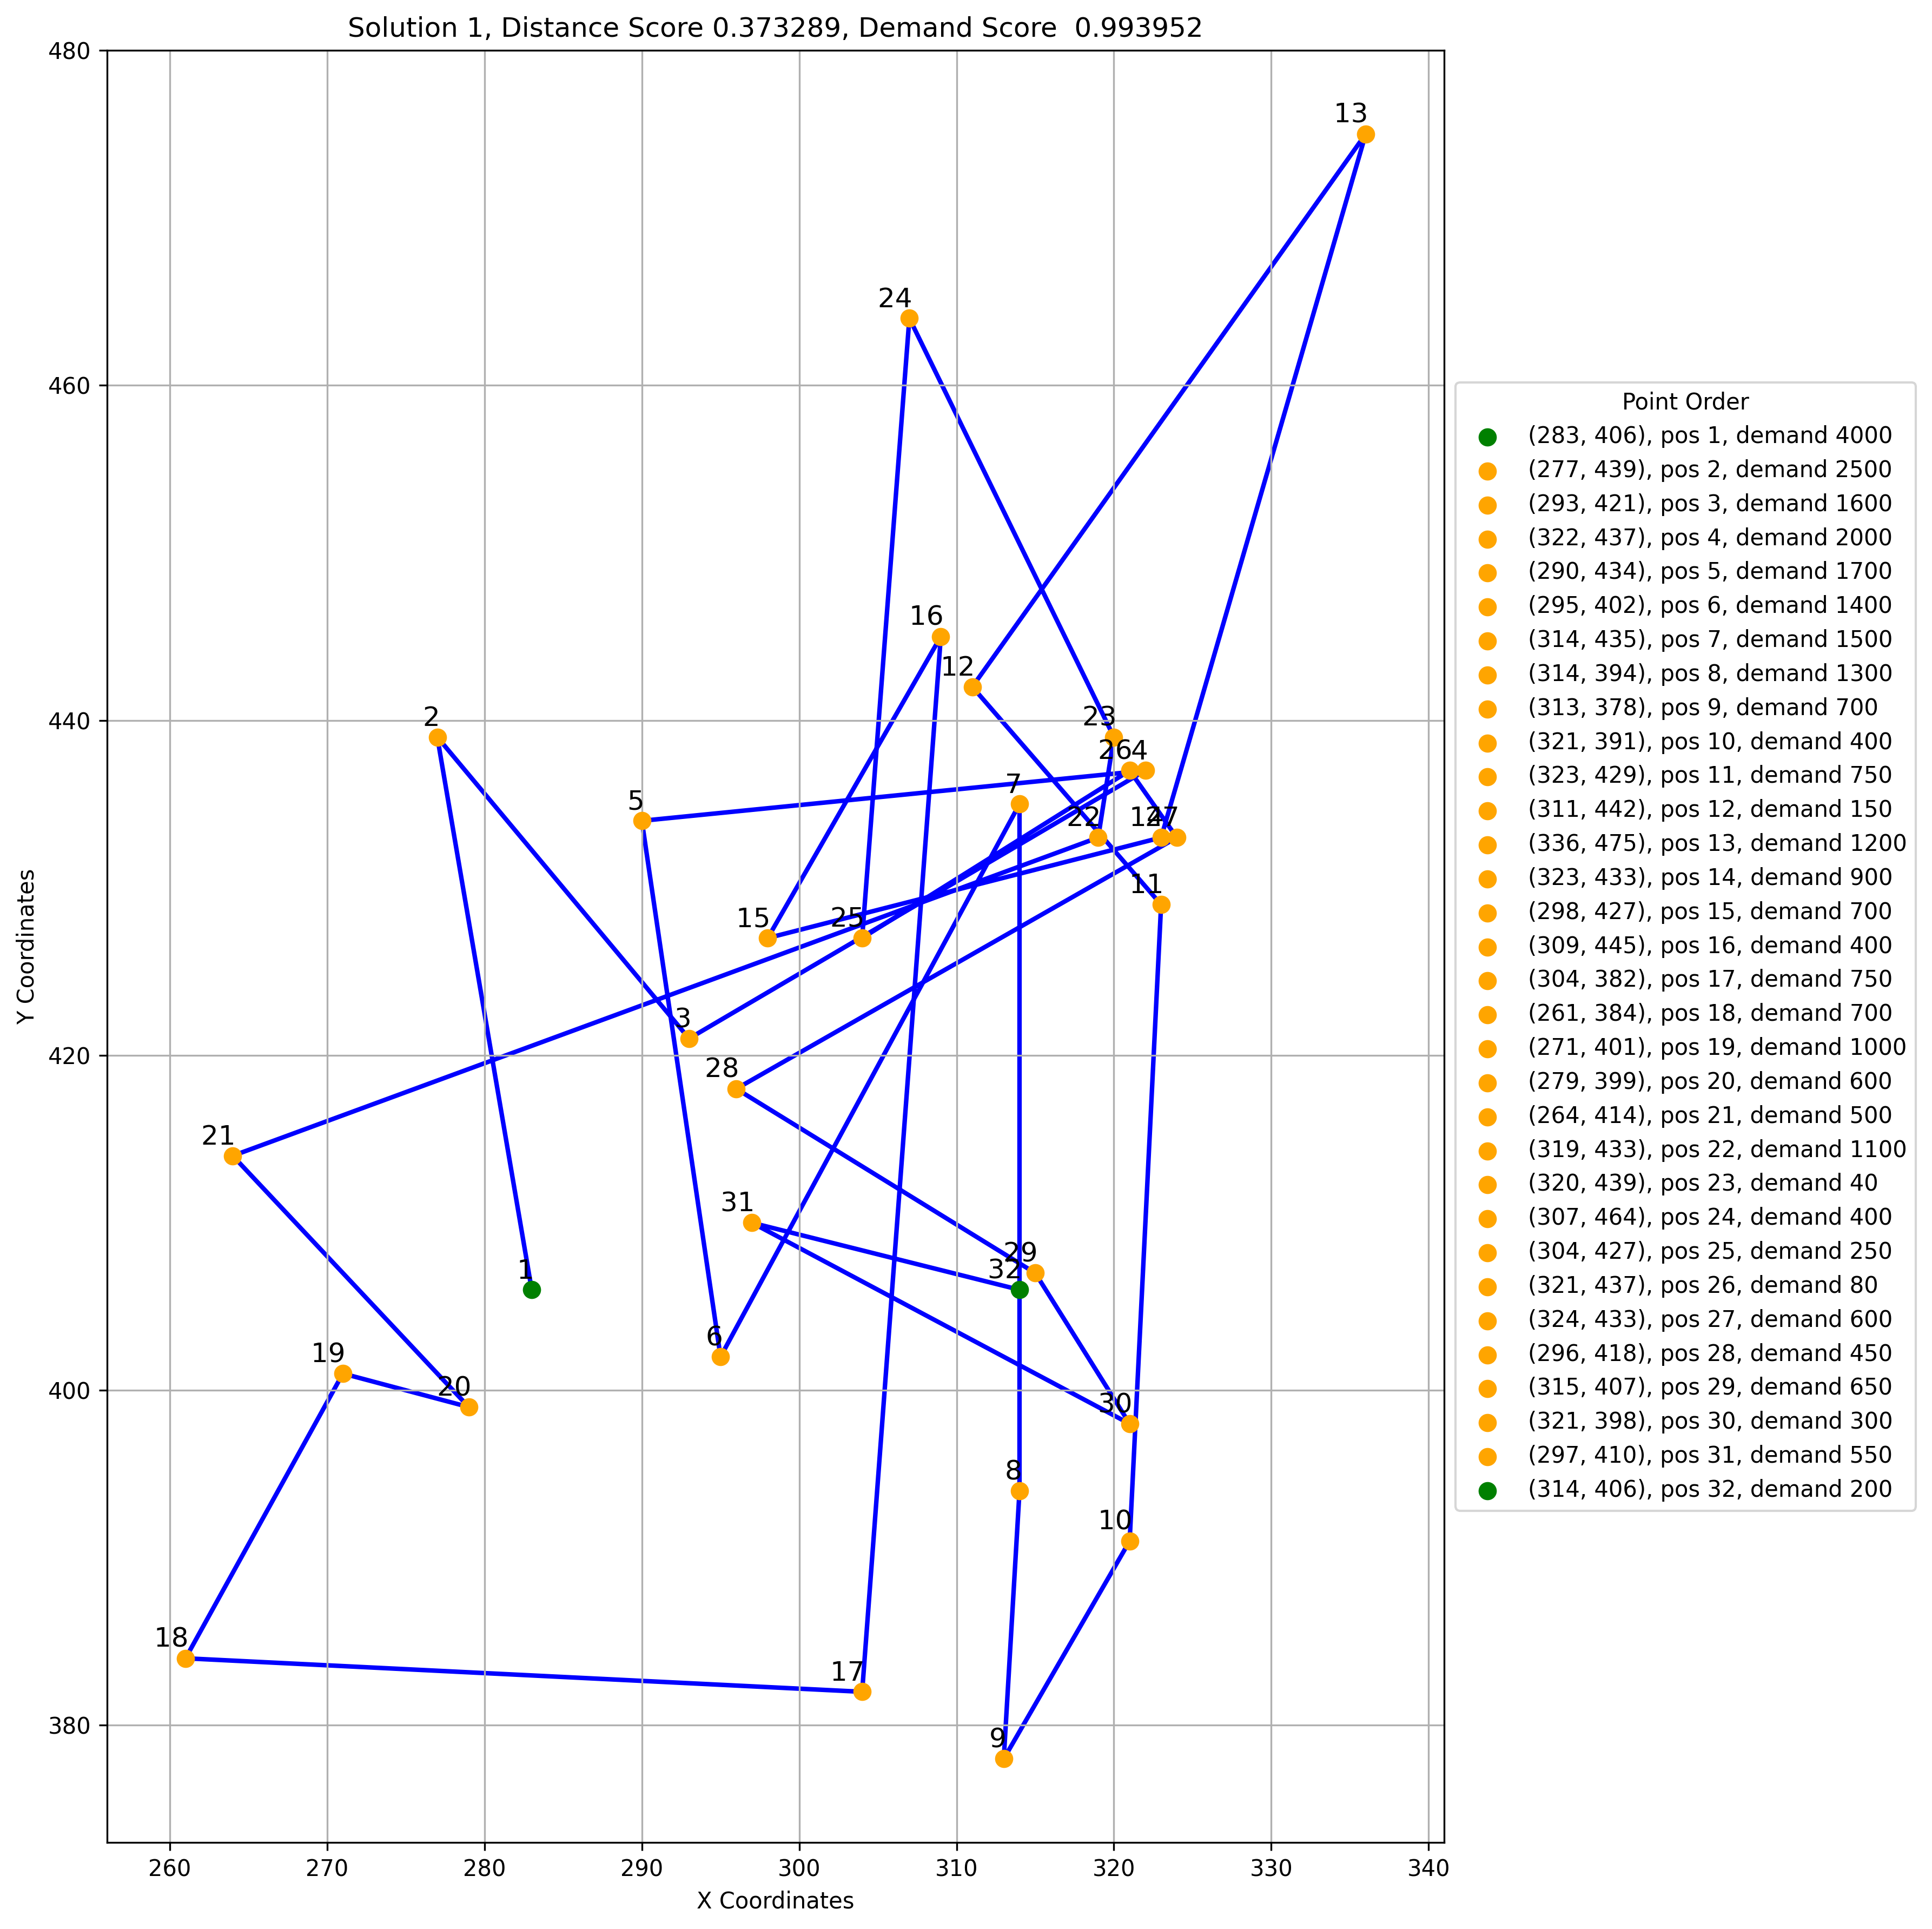 Solution 1, Distance Score 0.373289, Demand Score  0.993952
480
460
440
420
400
380
Y Coordinates
13
24
16
12
2
23
26
4
7
5
22
14
27
11
15
25
3
28
21
31
29
32
1
6
19
20
30
8
10
18
17
9
260 270 280 290 300 310 320 330 340
X Coordinates
Point Order
(283, 406), pos 1, demand 4000
(277, 439), pos 2, demand 2500
(293, 421), pos 3, demand 1600
(322, 437), pos 4, demand 2000
(290, 434), pos 5, demand 1700
(295, 402), pos 6, demand 1400
(314, 435), pos 7, demand 1500
(314, 394), pos 8, demand 1300
(313, 378), pos 9, demand 700
(321, 391), pos 10, demand 400
(323, 429), pos 11, demand 750
(311, 442), pos 12, demand 150
(336, 475), pos 13, demand 1200
(323, 433), pos 14, demand 900
(298, 427), pos 15, demand 700
(309, 445), pos 16, demand 400
(304, 382), pos 17, demand 750
(261, 384), pos 18, demand 700
(271, 401), pos 19, demand 1000
(279, 399), pos 20, demand 600
(264, 414), pos 21, demand 500
(319, 433), pos 22, demand 1100
(320, 439), pos 23, demand 40
(307, 464), pos 24, demand 400
(304, 427), pos 25, demand 250
(321, 437), pos 26, demand 80
(324, 433), pos 27, demand 600
(296, 418), pos 28, demand 450
(315, 407), pos 29, demand 650
(321, 398), pos 30, demand 300
(297, 410), pos 31, demand 550
(314, 406), pos 32, demand 200